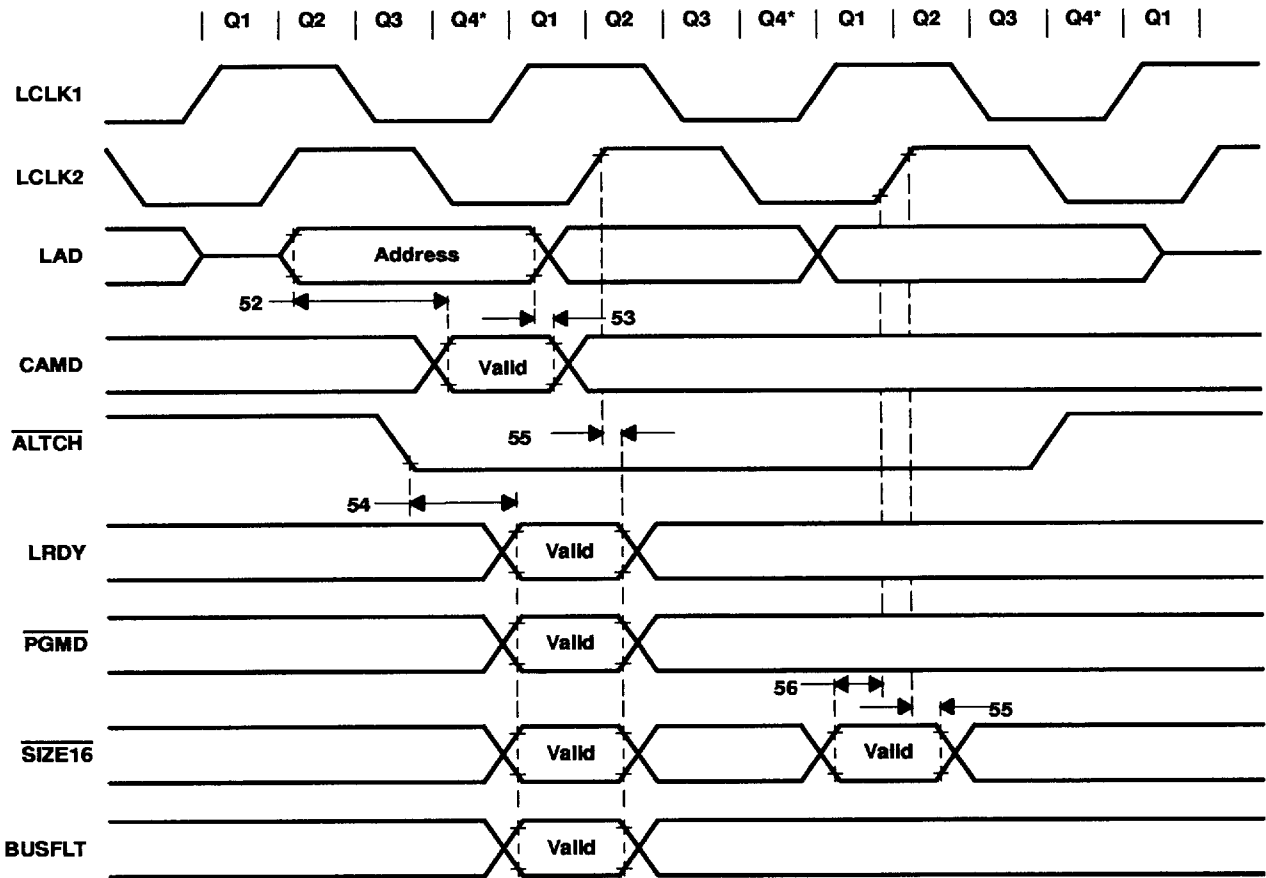 Q1 Q2 Q3 Q4* Q1 Q2 Q3 Q4* Q1 Q2 Q3 Q4* Q1
LCLK1
LCLK2
LAD Address
52 53
CAMD Valid
ALTCH 55
54
LRDY Valid
PGMD Valid
56 55
SIZE16 Valid Valid
BUSFLT Valid